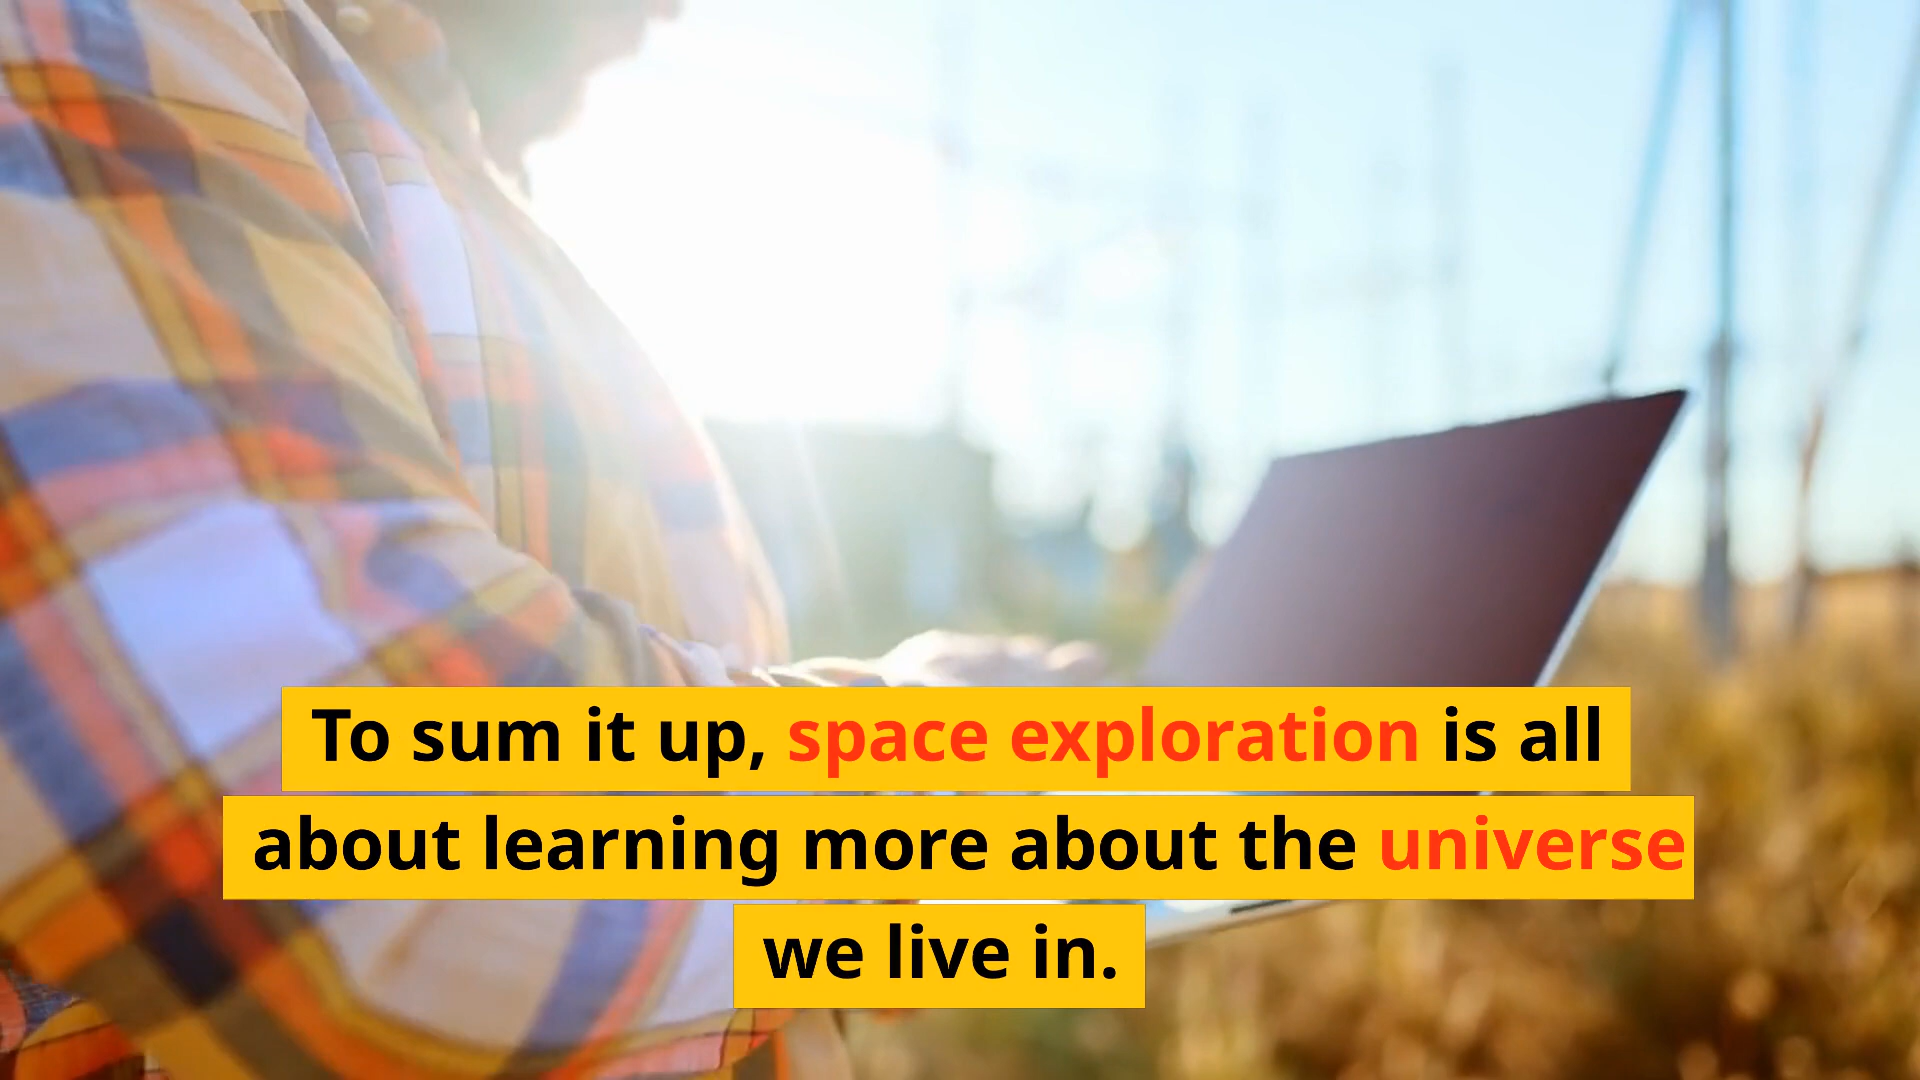 To sum it up, space exploration is all
about learning more about the universe
we live in.